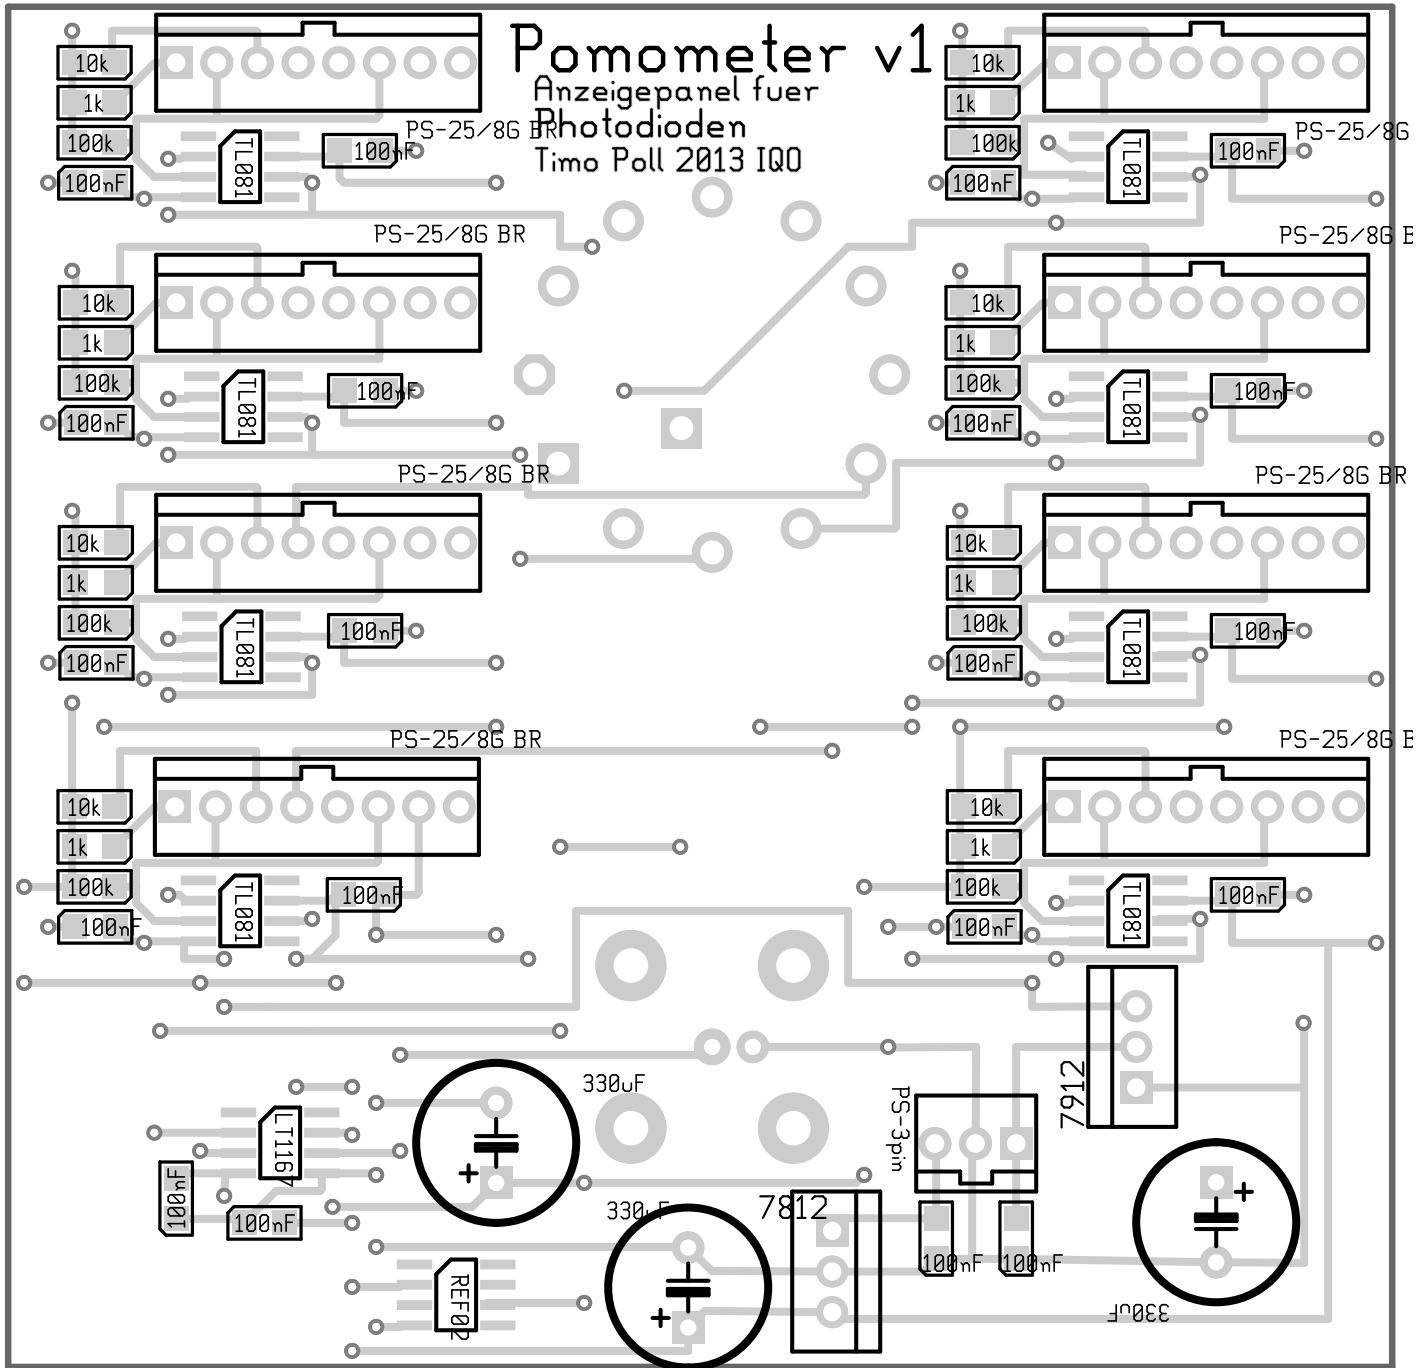 Pomometer v1
Anzeigepanel fuer
Photodioden
Timo Poll 2013 IQO
10k
1k
100k
100nF
TL081
100nF
PS-25/8G BR
10k
1k
100k
100nF
TL081
100nF
PS-25/8G
PS-25/8G BR
10k
1k
100k
100nF
TL081
100nF
PS-25/8G B
10k
1k
100k
100nF
TL081
100nF
PS-25/8G BR
10k
1k
100k
100nF
TL081
100nF
PS-25/8G BR
10k
1k
100k
100nF
TL081
100nF
PS-25/8G BR
10k
1k
100k
100nF
TL081
100nF
PS-25/8G B
10k
1k
100k
100nF
TL081
100nF
7912
330uF
PS-3pin
LT1167
100nF
100nF
330uF
7812
100nF
100nF
REF02
330uF